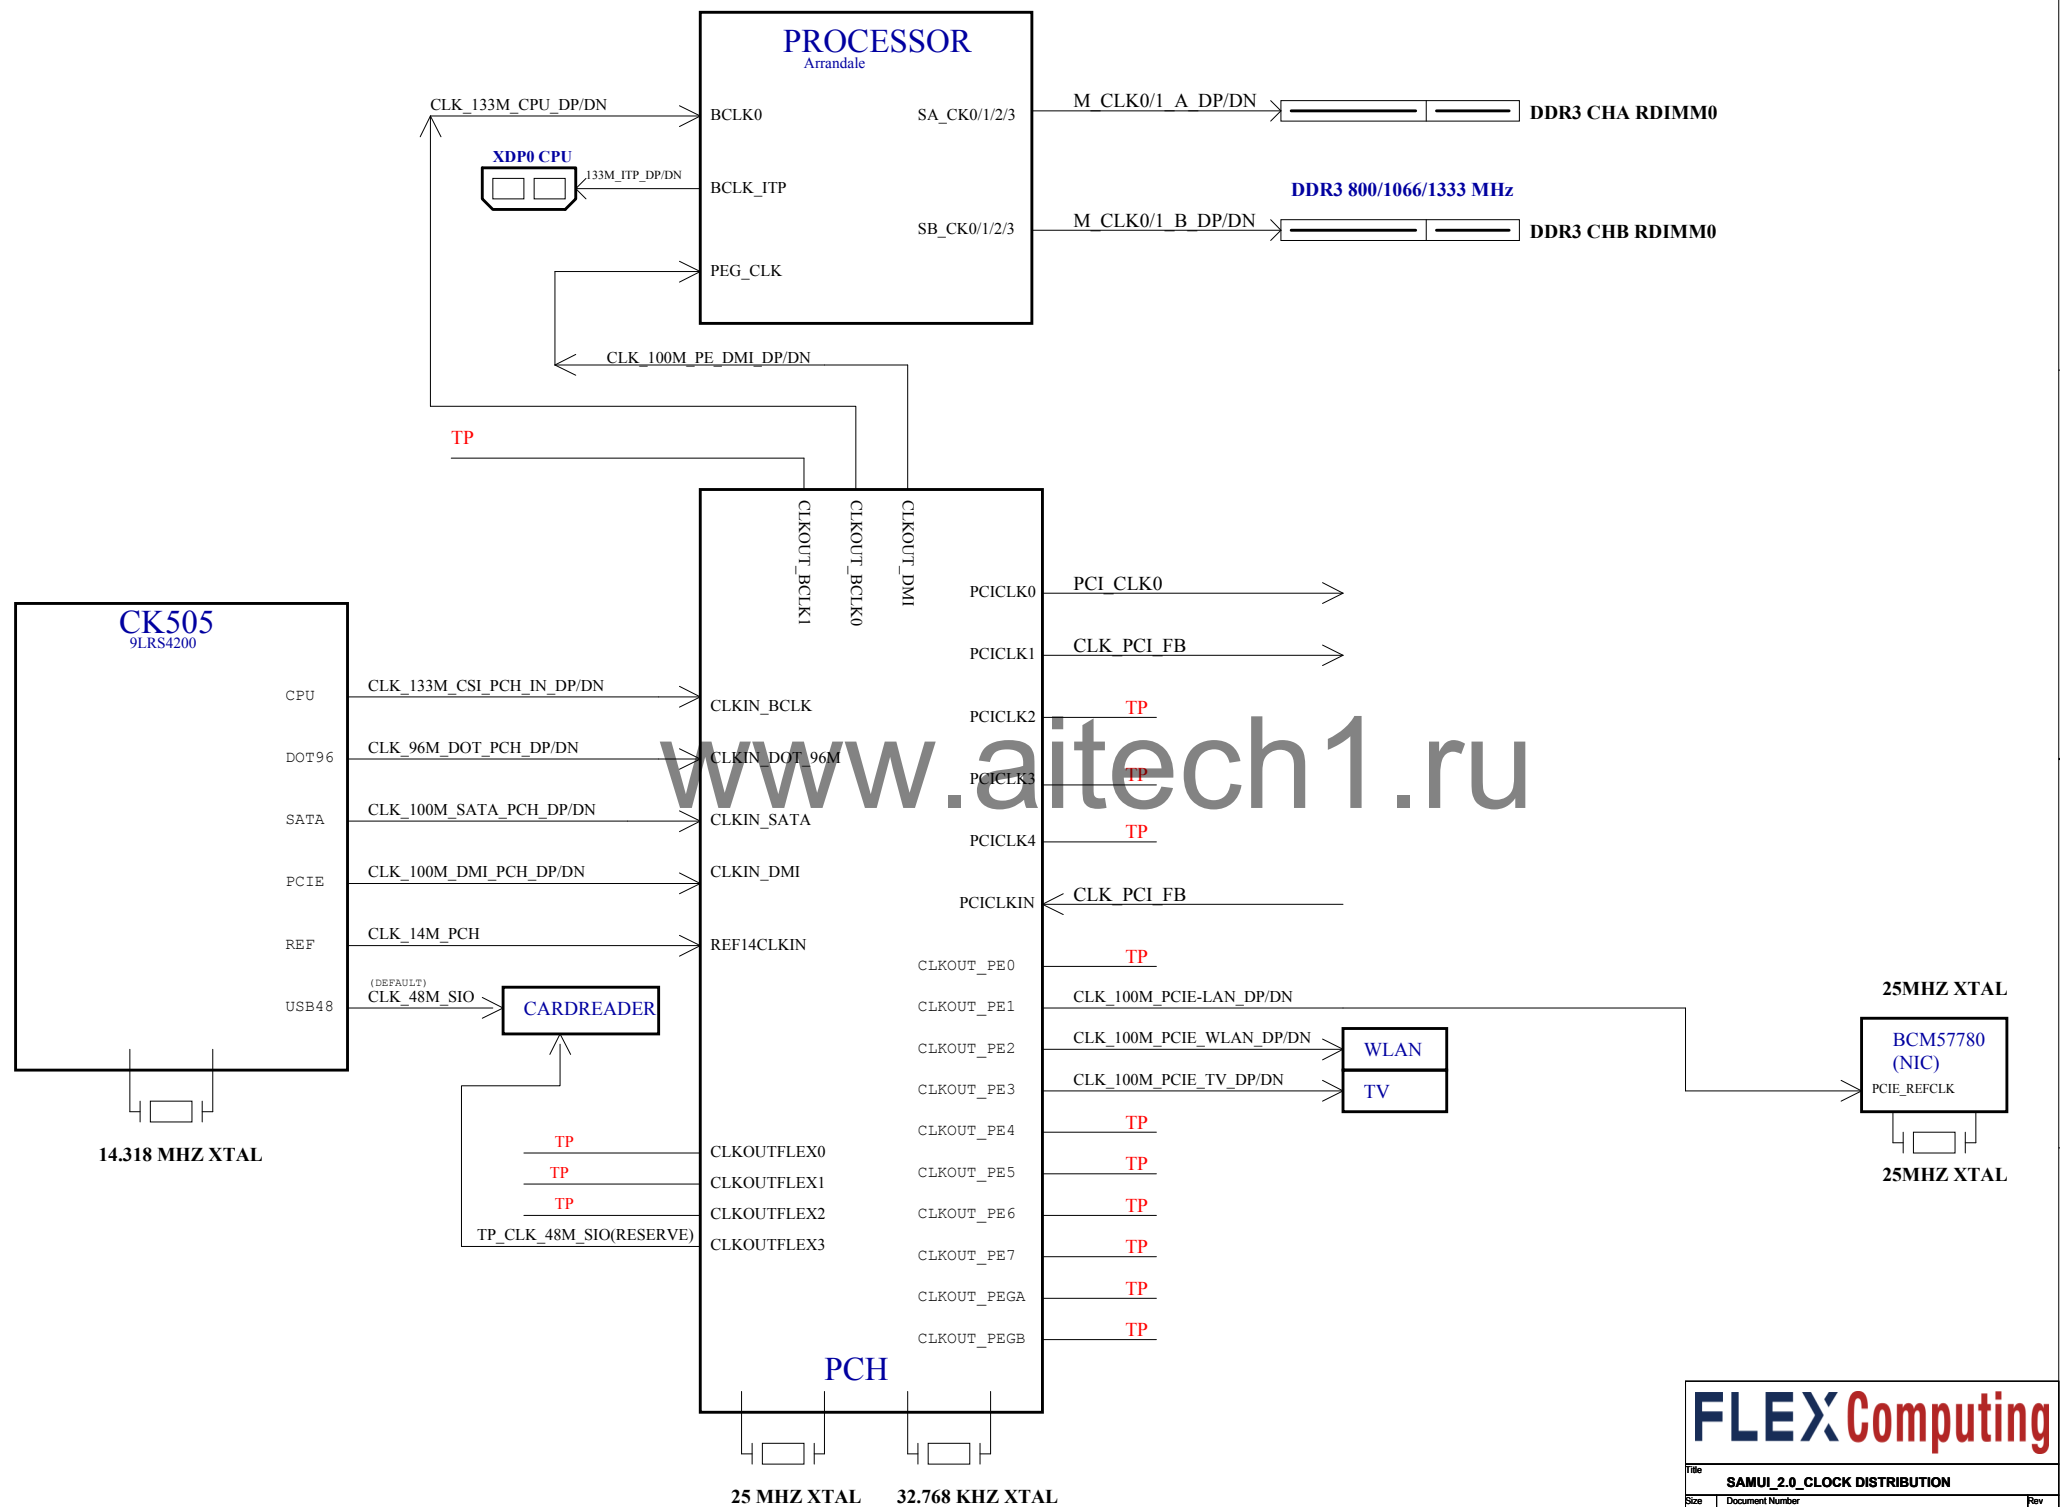 PROCESSOR
Arrandale
CLK_133M_CPU_DP/DN
BCLK0
SA_CK0/1/2/3
M_CLK0/1_A_DP/DN
DDR3 CHA RDIMM0
XDP0 CPU
133M_ITP_DP/DN
BCLK_ITP
DDR3 800/1066/1333 MHz
SB_CK0/1/2/3
M_CLK0/1_B_DP/DN
DDR3 CHB RDIMM0
PEG_CLK
CLK_100M_PE_DMI_DP/DN
TP
CLKOUT_BCLK1
CLKOUT_BCLK0
CLKOUT_DMI
PCICLK0
PCI_CLK0
PCICLK1
CLK_PCI_FB
PCICLK2
TP
PCICLK3
TP
PCICLK4
TP
PCICLKIN
CLK_PCI_FB
www.aitech1.ru
CK505
9LRS4200
CPU
CLK_133M_CSI_PCH_IN_DP/DN
CLKIN_BCLK
DOT96
CLK_96M_DOT_PCH_DP/DN
CLKIN_DOT_96M
SATA
CLK_100M_SATA_PCH_DP/DN
CLKIN_SATA
PCIE
CLK_100M_DMI_PCH_DP/DN
CLKIN_DMI
REF
CLK_14M_PCH
REF14CLKIN
USB48
(DEFAULT)
CLK_48M_SIO
CARDREADER
14.318 MHZ XTAL
CLKOUT_PE0
TP
CLKOUT_PE1
CLK_100M_PCIE-LAN_DP/DN
CLKOUT_PE2
CLK_100M_PCIE_WLAN_DP/DN
WLAN
CLKOUT_PE3
CLK_100M_PCIE_TV_DP/DN
TV
CLKOUT_PE4
TP
CLKOUT_PE5
TP
CLKOUT_PE6
TP
CLKOUT_PE7
TP
CLKOUT_PEGA
TP
CLKOUT_PEGB
TP
25MHZ XTAL
BCM57780
(NIC)
PCIE_REFCLK
25MHZ XTAL
TP
CLKOUTFLEX0
TP
CLKOUTFLEX1
TP
CLKOUTFLEX2
TP_CLK_48M_SIO(RESERVE)
CLKOUTFLEX3
PCH
25 MHZ XTAL
32.768 KHZ XTAL
FLEX Computing
Title
SAMUI_2.0_CLOCK DISTRIBUTION
Size
Document Number
Rev